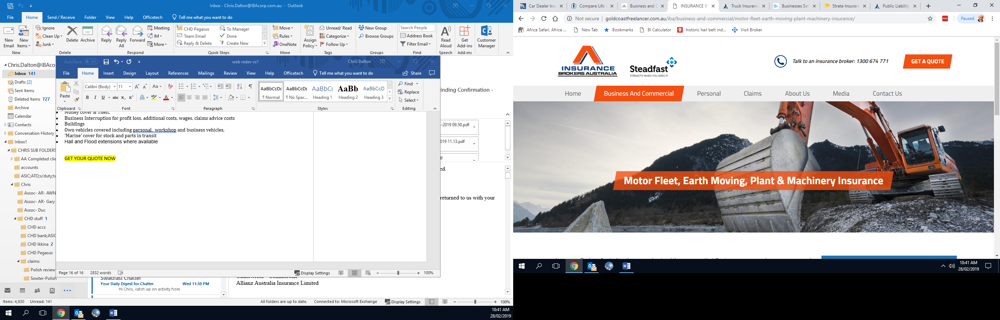 Inbox - Chris.Dalton@IBAcorp.com.au - Outlook
File Home Send / Receive Folder View Help Officetech Tell me what you want to do
New Email
New Items
New
Ignore
Clean Up
Junk
Delete
Archive
Delete
Reply
Reply All
Forward
Meeting
IM
More
Respond
CHD Pegasus
Team Email
Reply & Delete
To Manager
Done
Create New
Quick Steps
Move
Rules
OneNote
Move
Assign Policy
Unread/ Read
Categorize
Follow Up
Tags
New Group
Browse Groups
Groups
Search People
Address Book
Filter Email
Find
Read Aloud
Speech
Get Add-ins
Add-ins
Customer Manager
Chris.Dalton@IBAco
Inbox 141
Drafts [2]
Sent Items
Deleted Items 727
Archive
Calendar
Contacts
Conversation History
Inbox1
CHRIS SUB FOLDERS
AA Completed clie
accounts
ASIC;ATO;s/duty;ta
Chris
Assoc- AR- AWN
Assoc- AR- Gary
Assoc- Duc
CHD stuff 1
CHD accs
CHD bank;ASIC
CHD Ikkina 2
CHD Pegasus
claims
Polish review
Sowter-Polish
AutoSave Off
web redev vs1
Chris Dalton
File Home Insert Design Layout References Mailings Review View Help Officetech Tell me what you want to do Share
Paste
Clipboard
Calibri (Body) 11
Font
Paragraph
AaBbCcDc AaBbCcDc AaBbCc AaBb AaBbCcD
¶ Normal ¶ No Spac... Heading 1 Heading 2 Heading 3
Styles
Find
Replace
Select
Editing
Money cover & Theft.
Business Interruption for profit loss, additional costs, wages, claims advice costs
Buildings
Own vehicles covered including personal, workshop and business vehicles.
‘Marine’ cover for stock and parts in transit
Hail and Flood extensions where available
GET YOUR QUOTE NOW
Page 16 of 16 2832 words Display Settings 100%
inding Confirmation -
-2019 09.50.pdf
019 11.13.pdf
df
ed.
returned to us with your
Steadfast Chatter
Your Daily Digest for Chatter Wed 11:30 PM
Hi Chris, catch up on activity from
Underwriter - Commercial
Allianz Australia Insurance Limited
Items: 4,830 Unread: 141 All folders are up to date. Connected to: Microsoft Exchange Display Settings 100%
10:41 AM
28/02/2019
Car Dealer Insu Compare Life Business and C INSURANCE B Truck Insuranc Businesses Ser Strata Insuranc Public Liability
Not secure goldcoastfreelancer.com.au/iba/business-and-commercial/motor-fleet-earth-moving-plant-machinery-insurance/ Paused
Africa Safari, Africa ... New Tab Bookmarks BI Calculator historic hail belt ind... Visit Broker
INSURANCE
BROKERS AUSTRALIA
Steadfast
STRENGTH WHEN YOU NEED IT
Talk to an insurance broker: 1300 674 771
GET A QUOTE
Home Business And Commercial Personal Claims About Us Media Contact Us
Motor Fleet, Earth Moving, Plant & Machinery Insurance
10:41 AM
28/02/2019